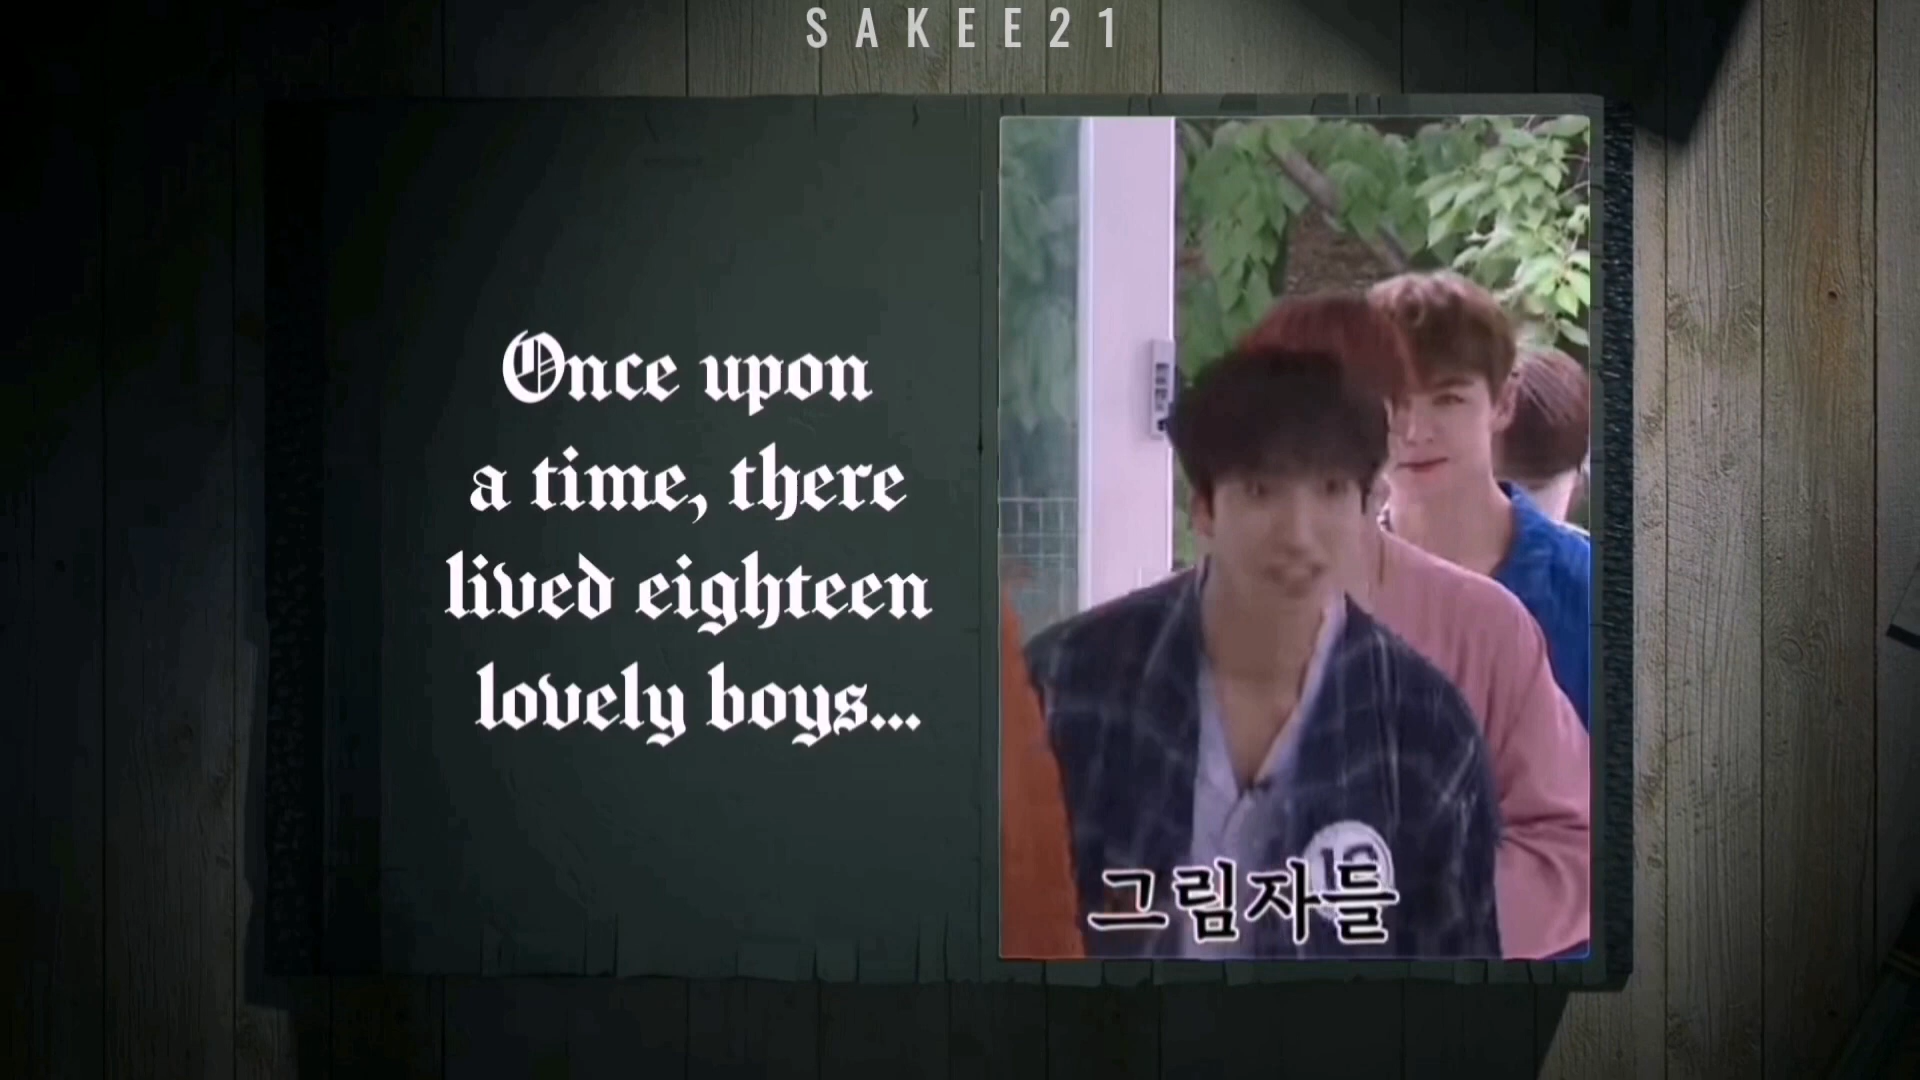 SAKEE21
Once upon
a time, there
lived eighteen
lovely boys...
그림자들